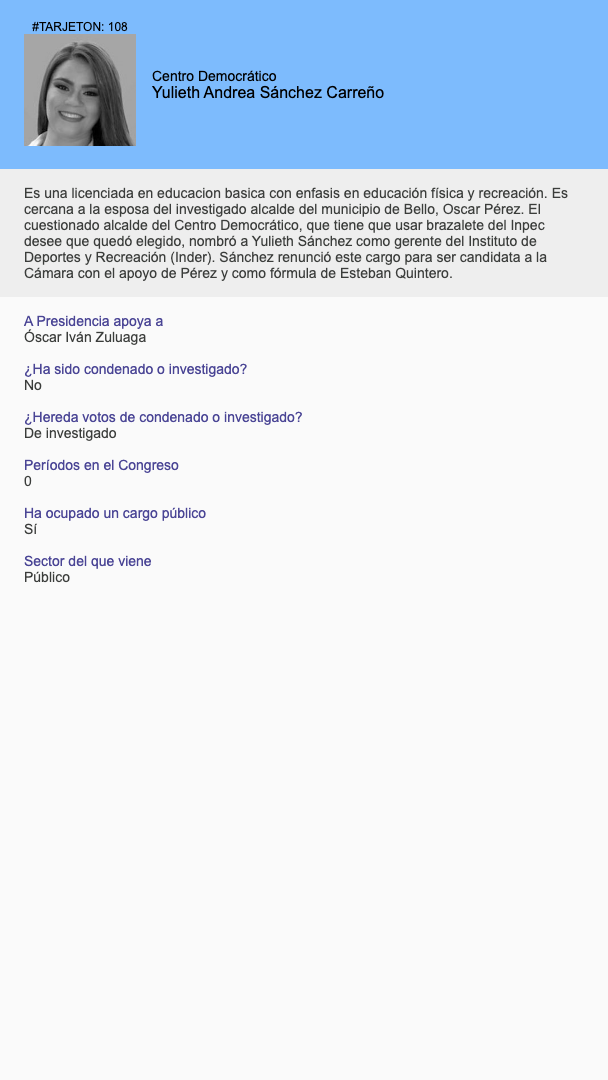 #TARJETON: 108
Centro Democrático
Yulieth Andrea Sánchez Carreño
Es una licenciada en educacion basica con enfasis en educación física y recreación. Es
cercana a la esposa del investigado alcalde del municipio de Bello, Oscar Pérez. El
cuestionado alcalde del Centro Democrático, que tiene que usar brazalete del Inpec
desee que quedó elegido, nombró a Yulieth Sánchez como gerente del Instituto de
Deportes y Recreación (Inder). Sánchez renunció este cargo para ser candidata a la
Cámara con el apoyo de Pérez y como fórmula de Esteban Quintero.
A Presidencia apoya a
Óscar Iván Zuluaga
¿Ha sido condenado o investigado?
No
¿Hereda votos de condenado o investigado?
De investigado
Períodos en el Congreso
0
Ha ocupado un cargo público
Sí
Sector del que viene
Público